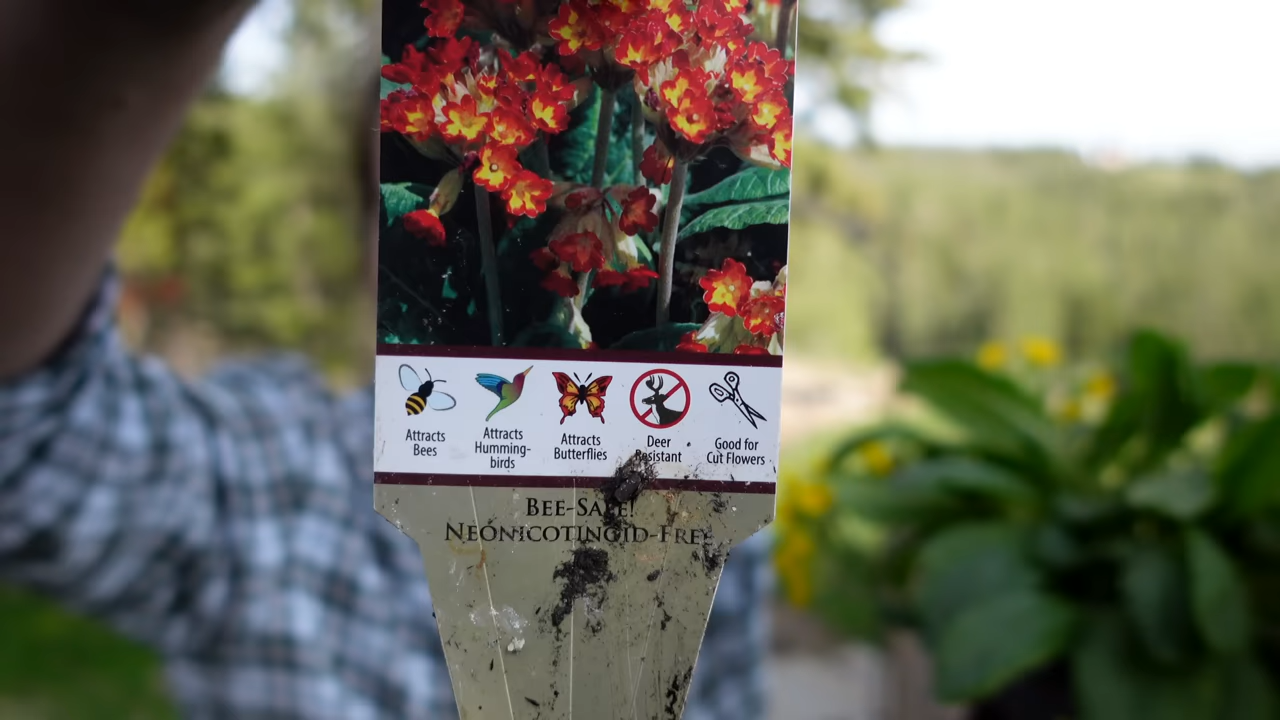 Attracts
Bees
Attracts
Humming-
birds
Attracts
Butterflies
Deer
Resistant
Good for
Cut Flowers
BEE-SAFE!
NEONICOTINOID-FREE